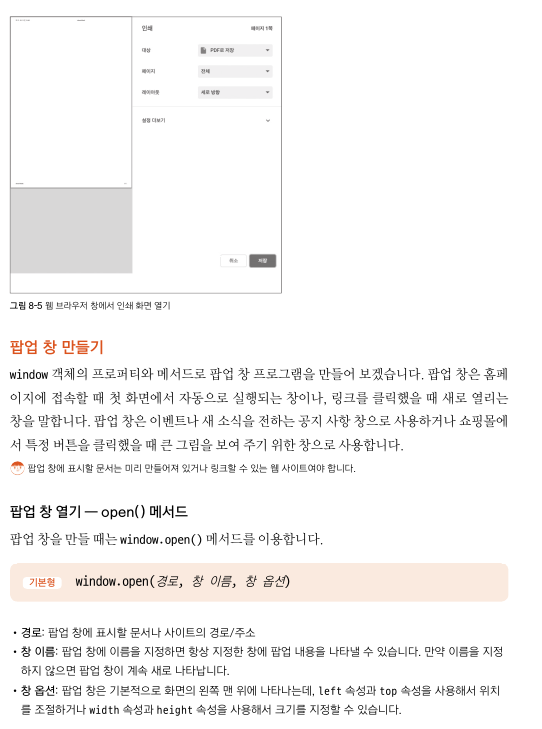 인쇄
페이지 1쪽
대상
PDF로 저장
페이지
전체
레이아웃
세로 방향
설정 더보기
취소
저장
그림 8-5 웹 브라우저 창에서 인쇄 화면 열기
팝업 창 만들기
window 객체의 프로퍼티와 메서드로 팝업 창 프로그램을 만들어 보겠습니다. 팝업 창은 홈페
이지에 접속할 때 첫 화면에서 자동으로 실행되는 창이나, 링크를 클릭했을 때 새로 열리는
창을 말합니다. 팝업 창은 이벤트나 새 소식을 전하는 공지 사항 창으로 사용하거나 쇼핑몰에
서 특정 버튼을 클릭했을 때 큰 그림을 보여 주기 위한 창으로 사용합니다.
팝업 창에 표시할 문서는 미리 만들어져 있거나 링크할 수 있는 웹 사이트여야 합니다.
팝업 창 열기 — open() 메서드
팝업 창을 만들 때는 window.open() 메서드를 이용합니다.
기본형 window.open(경로, 창 이름, 창 옵션)
• 경로: 팝업 창에 표시할 문서나 사이트의 경로/주소
• 창 이름: 팝업 창에 이름을 지정하면 항상 지정한 창에 팝업 내용을 나타낼 수 있습니다. 만약 이름을 지정
하지 않으면 팝업 창이 계속 새로 나타납니다.
• 창 옵션: 팝업 창은 기본적으로 화면의 왼쪽 맨 위에 나타나는데, left 속성과 top 속성을 사용해서 위치
를 조절하거나 width 속성과 height 속성을 사용해서 크기를 지정할 수 있습니다.